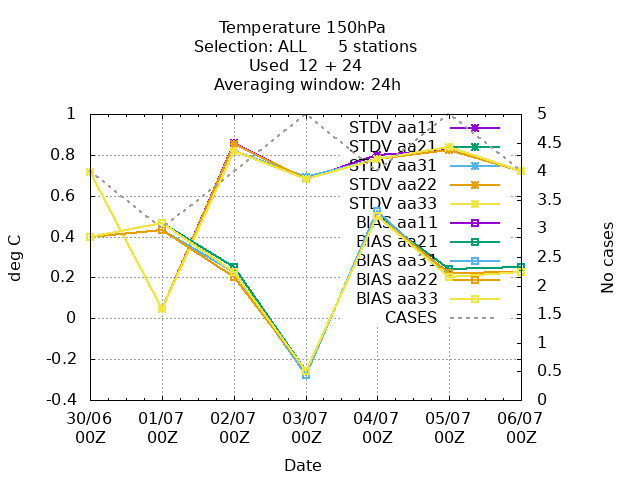 Temperature 150hPa
Selection: ALL 5 stations
Used 12 + 24
Averaging window: 24h
1
0.8
0.6
0.4
0.2
0
-0.2
-0.4
deg C
5
4.5
4
3.5
3
2.5
2
1.5
1
0.5
0
No cases
STDV aa11
STDV aa21
STDV aa31
STDV aa22
STDV aa33
BIAS aa11
BIAS aa21
BIAS aa31
BIAS aa22
BIAS aa33
CASES
30/06 01/07 02/07 03/07 04/07 05/07 06/07
00Z 00Z 00Z 00Z 00Z 00Z 00Z
Date